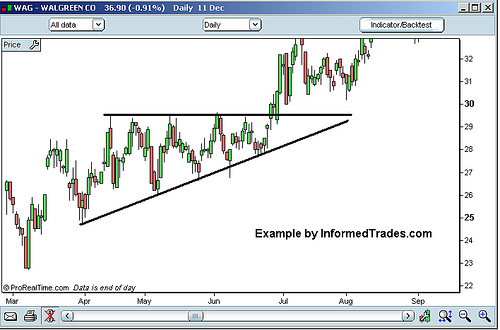 WAG - WALGREEN CO 36.90 (-0.91%) Daily 11 Dec
All data Daily Indicator/Backtest
Price
32
31
30
29
28
27
26
25
24
23
22
Example by InformedTrades.com
© ProRealTime.com Data is end of day
Mar Apr May Jun Jul Aug Sep